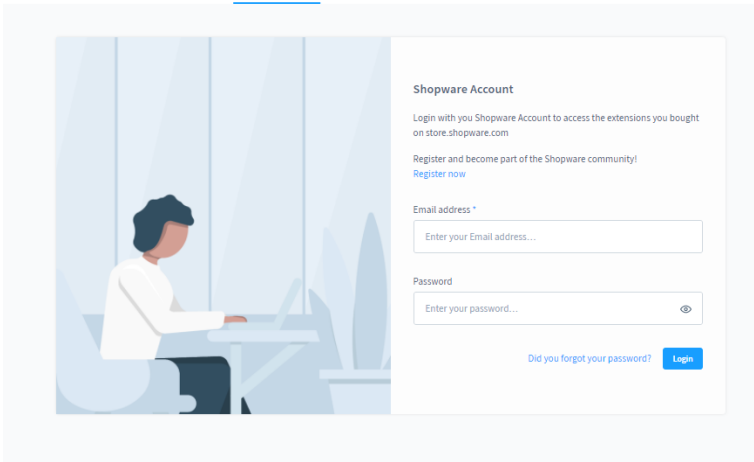 Shopware Account
Login with you Shopware Account to access the extensions you bought
on store.shopware.com
Register and become part of the Shopware community!
Register now
Email address *
Enter your Email address...
Password
Enter your password...
Did you forgot your password?
Login